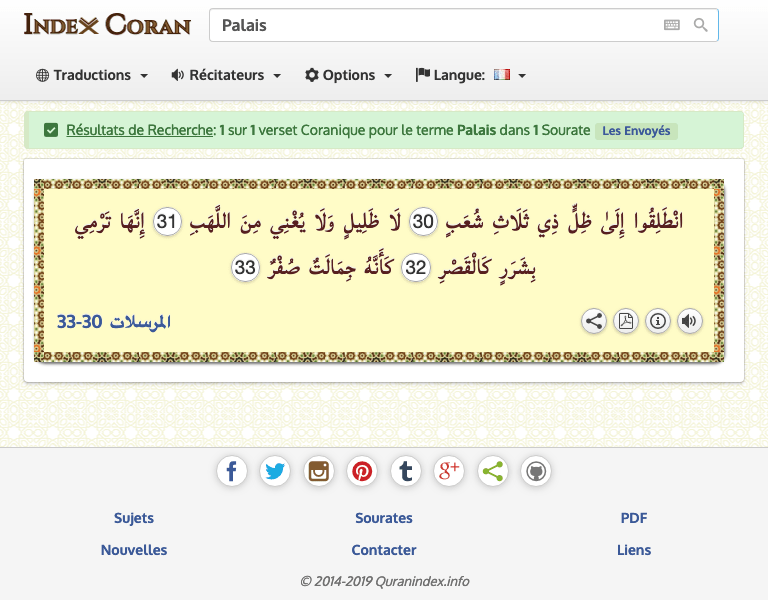 Index Coran
Palais
Traductions Récitateurs Options Langue:
Résultats de Recherche: 1 sur 1 verset Coranique pour le terme Palais dans 1 Sourate Les Envoyés
انْطَلِقُوا إِلَىٰ ظِلٍّ ذِي ثَلَاثِ شُعَبٍ 30 لَا ظَلِيلٍ وَلَا يُغْنِي مِنَ اللَّهَبِ 31 إِنَّهَا تَرْمِي
بِشَرَرٍ كَالْقَصْرِ 32 كَأَنَّهُ جِمَالَتٌ صُفْرٌ 33
المرسلات 30-33
Sujets Sourates PDF
Nouvelles Contacter Liens
© 2014-2019 Quranindex.info